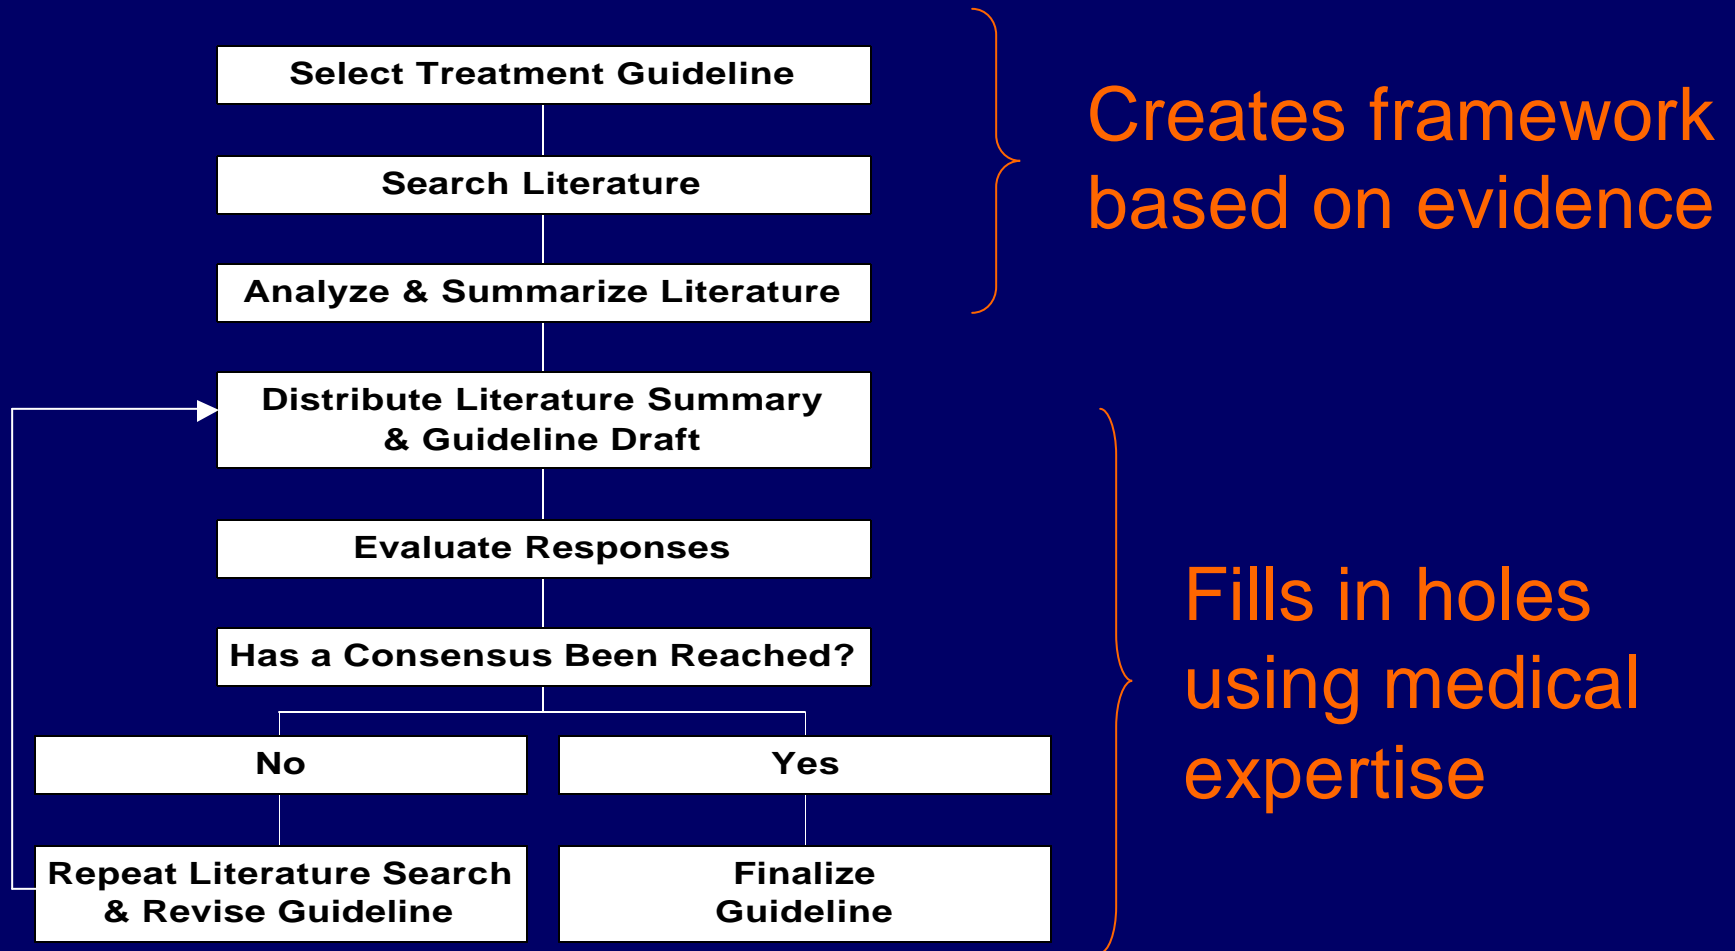 Select Treatment Guideline
Search Literature
Analyze & Summarize Literature
Creates framework
based on evidence
Distribute Literature Summary
& Guideline Draft
Evaluate Responses
Has a Consensus Been Reached?
No
Yes
Repeat Literature Search
& Revise Guideline
Finalize
Guideline
Fills in holes
using medical
expertise